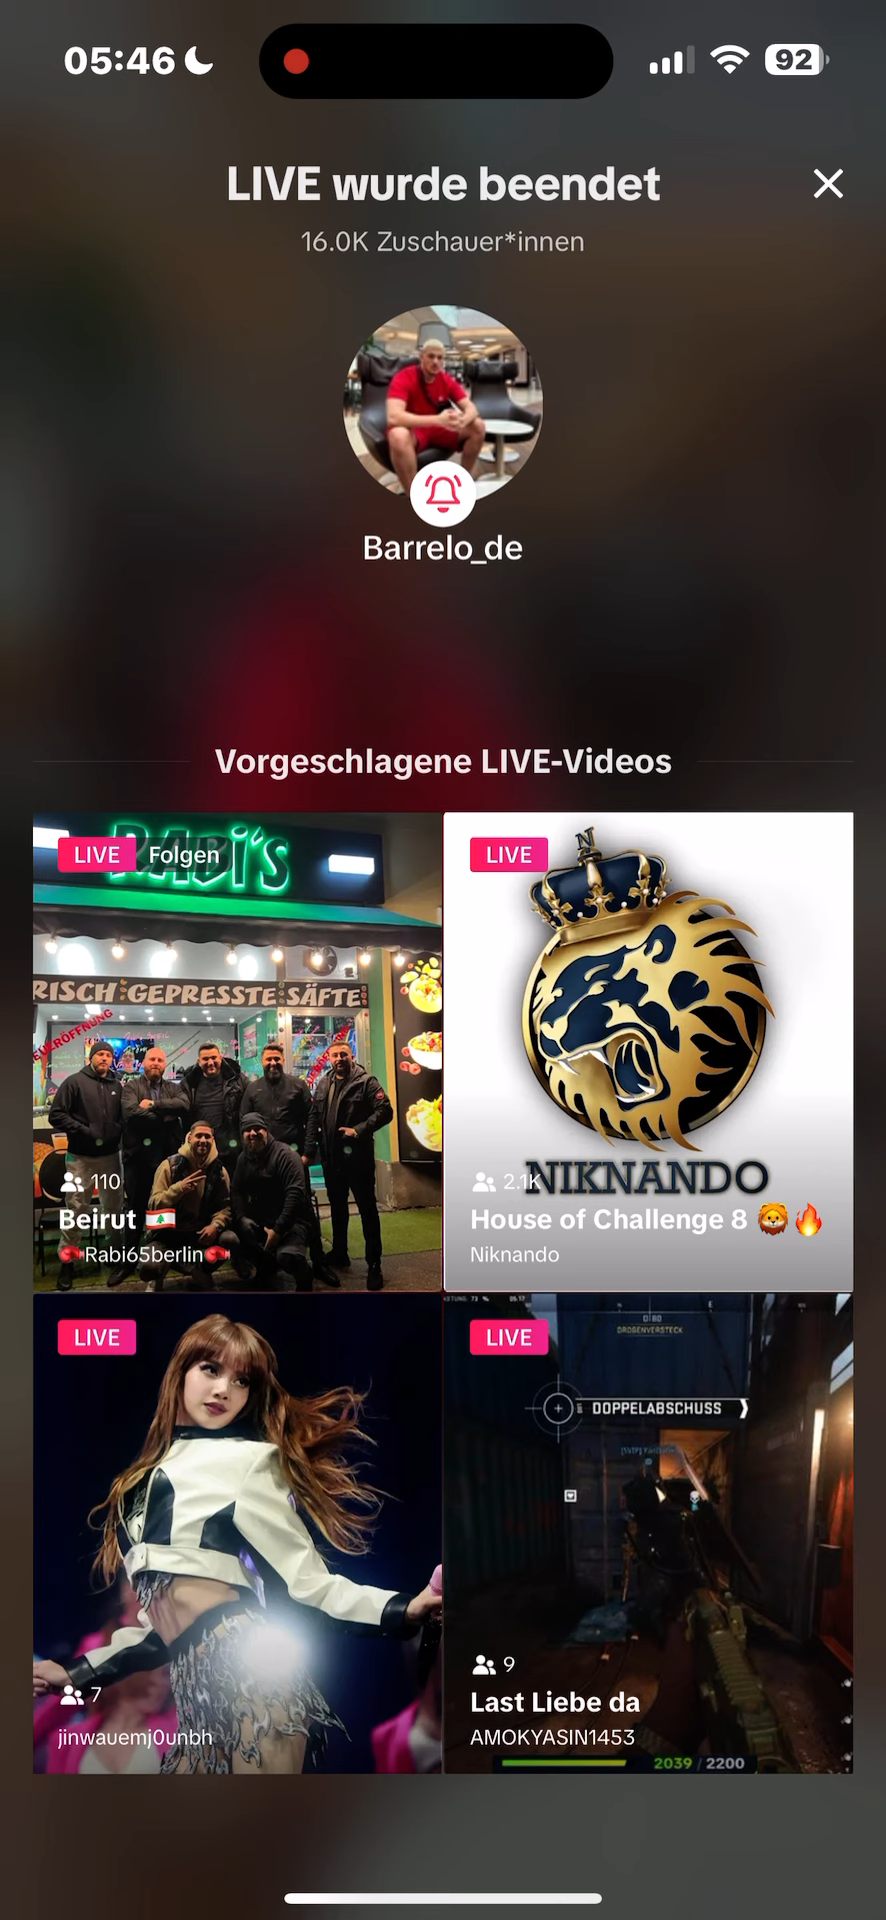 05:46
92
LIVE wurde beendet
16.0K Zuschauer*innen
Barrelo_de
Vorgeschlagene LIVE-Videos
LIVE Folgen
RABi'S
RISCH GEPRESSTE SÄFTE
110
Beirut 🇱🇧
🥊Rabi65berlin🥊
LIVE
N
NIKNANDO
2.1K
House of Challenge 8 🦁🔥
Niknando
LIVE
7
jinwauemj0unbh
LIVE
DROGENVERSTECK
DOPPELABSCHUSS
9
Last Liebe da
AMOKYASIN1453
2039 / 2200